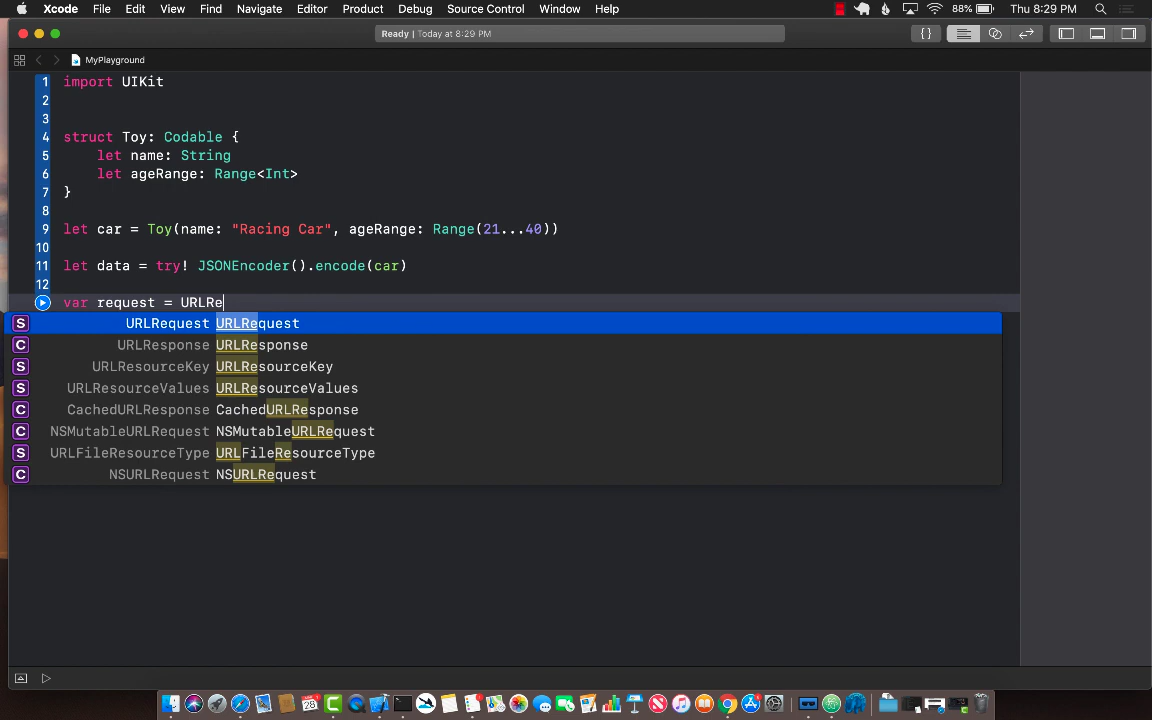 Xcode File Edit View Find Navigate Editor Product Debug Source Control Window Help 88% Thu 8:29 PM
Ready | Today at 8:29 PM { }
MyPlayground
1 import UIKit
2
3
4 struct Toy: Codable {
5 let name: String
6 let ageRange: Range<Int>
7 }
8
9 let car = Toy(name: "Racing Car", ageRange: Range(21...40))
10
11 let data = try! JSONEncoder().encode(car)
12
var request = URLRe
S URLRequest URLRequest
C URLResponse URLResponse
S URLResourceKey URLResourceKey
S URLResourceValues URLResourceValues
C CachedURLResponse CachedURLResponse
C NSMutableURLRequest NSMutableURLRequest
S URLFileResourceType URLFileResourceType
C NSURLRequest NSURLRequest
28